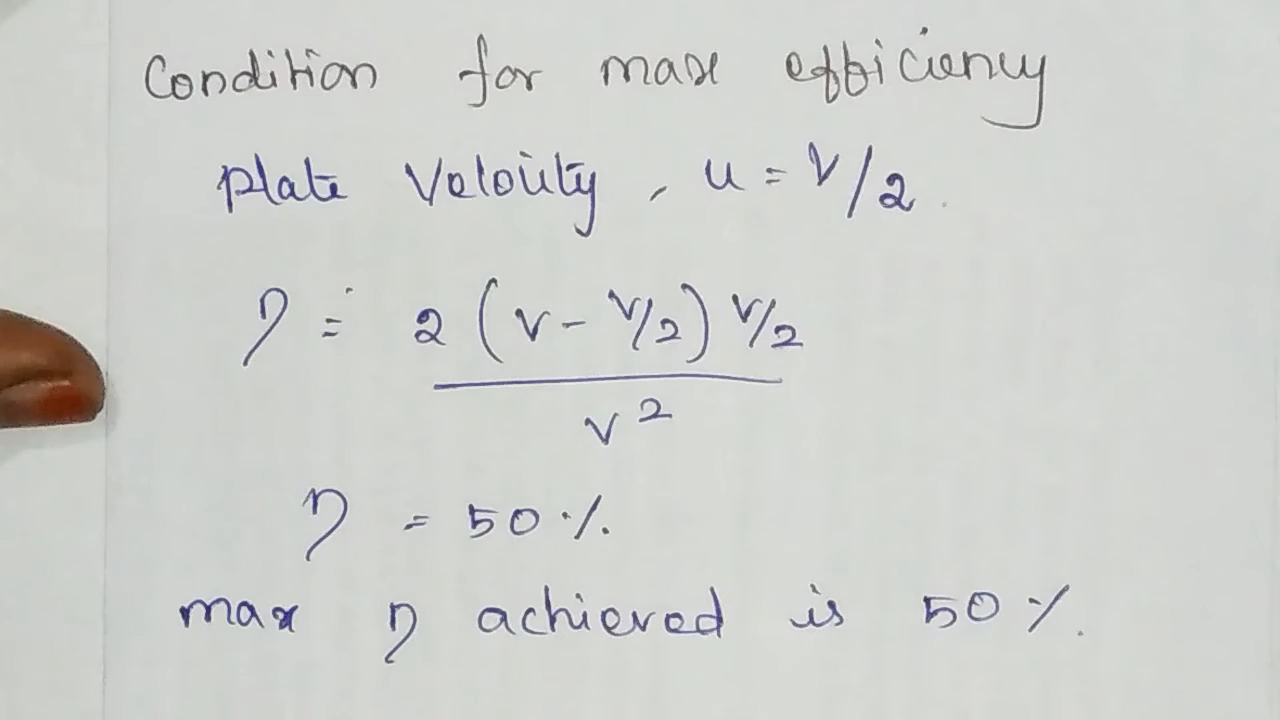 Condition for max efficiency
Plate Velocity, u = V/2
η = 2 (V - V/2) V/2
V²
η = 50%
max η achieved is 50%.